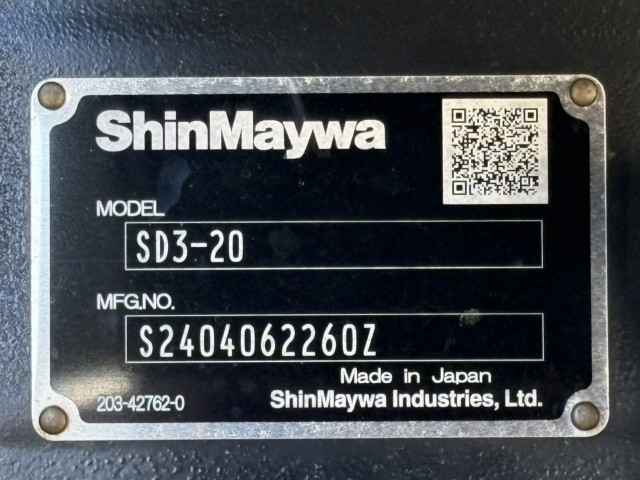 ShinMaywa
MODEL
SD3-20
MFG.NO.
S2404062260Z
Made in Japan
203-42762-0 ShinMaywa Industries, Ltd.